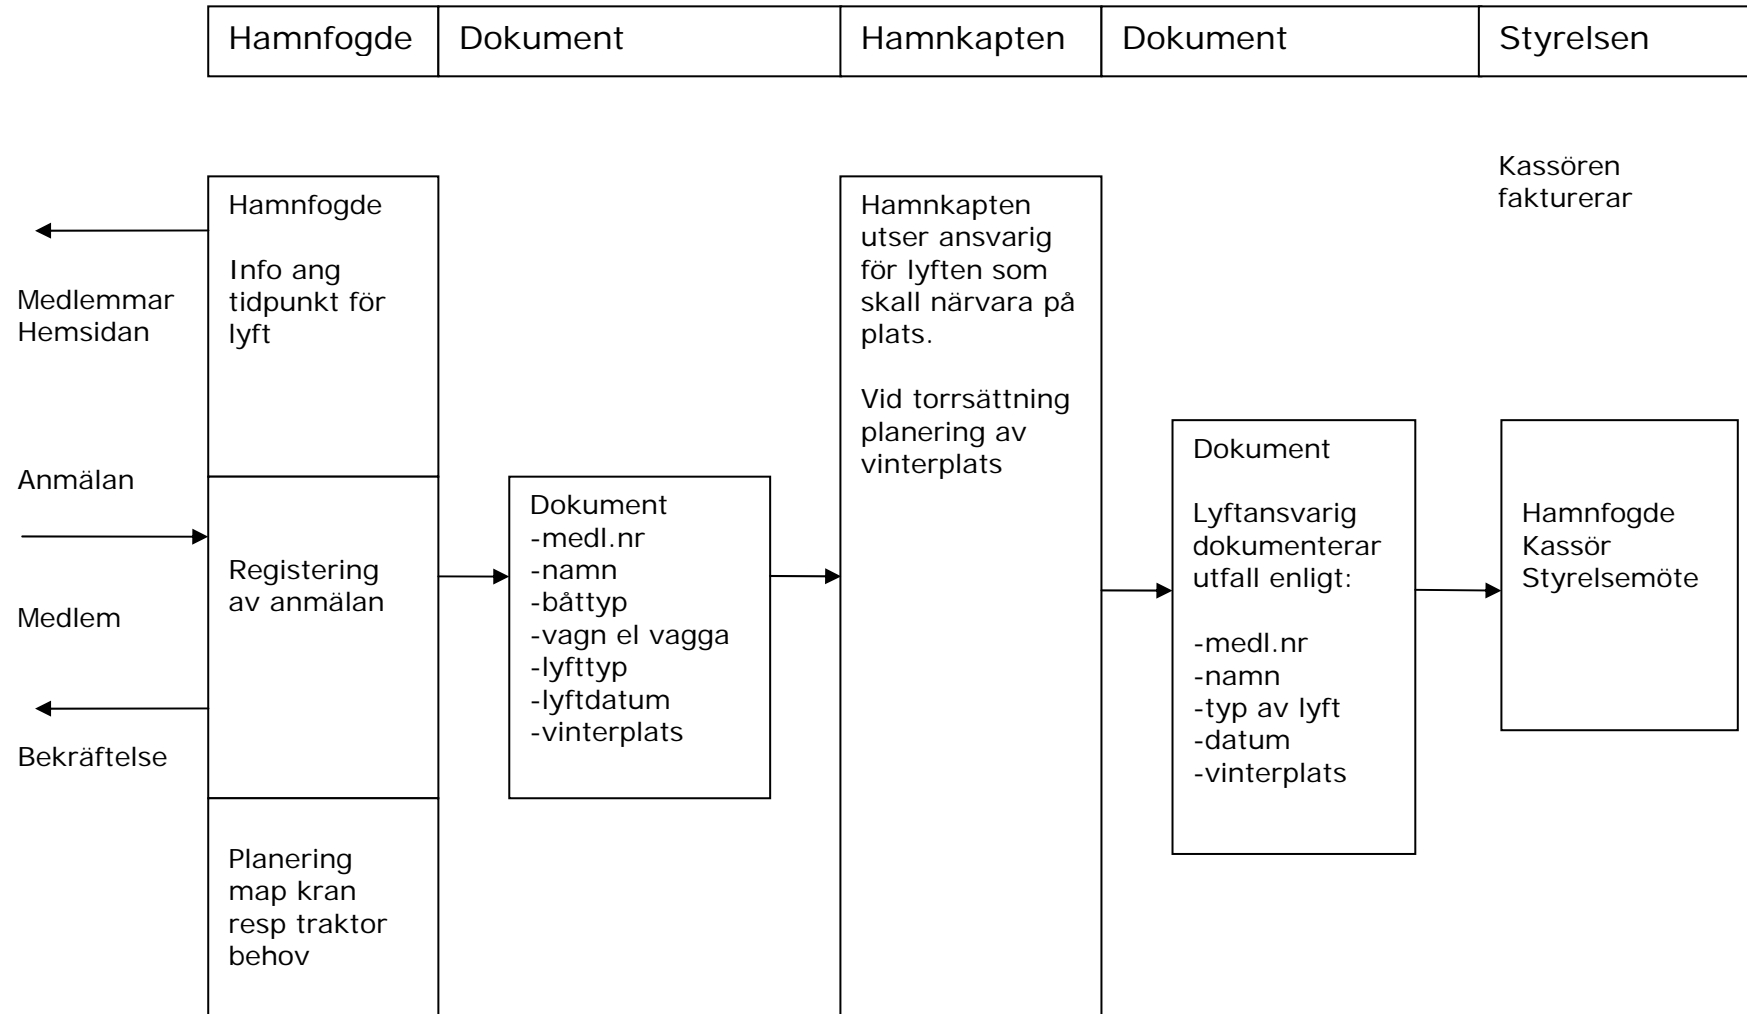 Hamnfogde
Dokument
Hamnkapten
Dokument
Styrelsen
Kassören
fakturerar
Medlemmar
Hemsidan
Anmälan
Medlem
Bekräftelse
Hamnfogde
Info ang
tidpunkt för
lyft
Registering
av anmälan
Planering
map kran
resp traktor
behov
Dokument
-medl.nr
-namn
-båttyp
-vagn el vagga
-lyfttyp
-lyftdatum
-vinterplats
Hamnkapten
utser ansvarig
för lyften som
skall närvara på
plats.
Vid torrsättning
planering av
vinterplats
Dokument
Lyftansvarig
dokumenterar
utfall enligt:
-medl.nr
-namn
-typ av lyft
-datum
-vinterplats
Hamnfogde
Kassör
Styrelsemöte